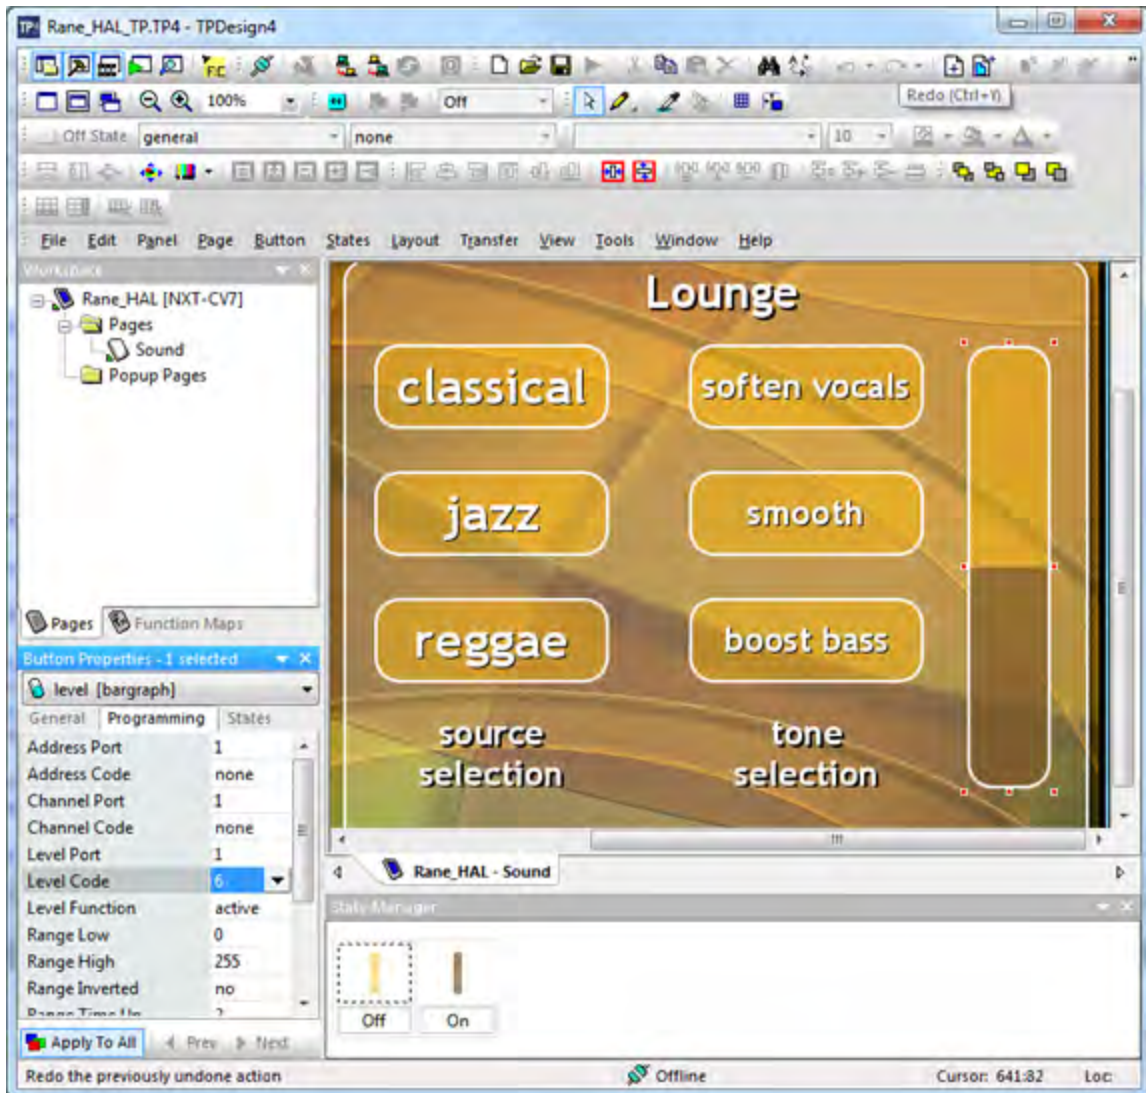 Rane_HAL_TP.TP4 - TPDesign4
100% Off Redo (Ctrl+Y)
Off State general none 10
File Edit Panel Page Button States Layout Transfer View Tools Window Help
Workspace
Rane_HAL [NXT-CV7]
Pages
Sound
Popup Pages
Pages Function Maps
Button Properties - 1 selected
level [bargraph]
General Programming States
Address Port 1
Address Code none
Channel Port 1
Channel Code none
Level Port 1
Level Code 6
Level Function active
Range Low 0
Range High 255
Range Inverted no
Range Time Up 2
Apply To All Prev Next
Lounge
classical soften vocals
jazz smooth
reggae boost bass
source
selection
tone
selection
Rane_HAL - Sound
State Manager
Off On
Redo the previously undone action Offline Cursor: 641:82 Loc: